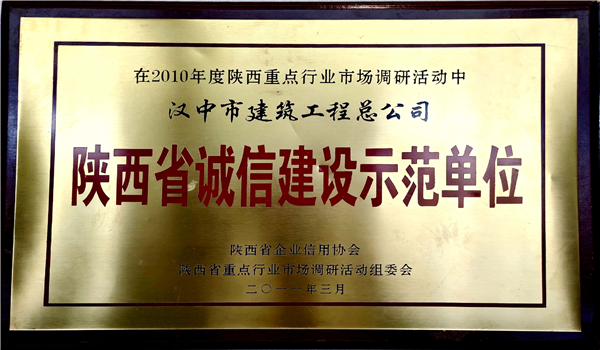 在2010年度陕西重点行业市场调研活动中
汉中市建筑工程总公司
陕西省诚信建设示范单位
陕西省企业信用协会
陕西省重点行业市场调研活动组委会
二〇一一年三月